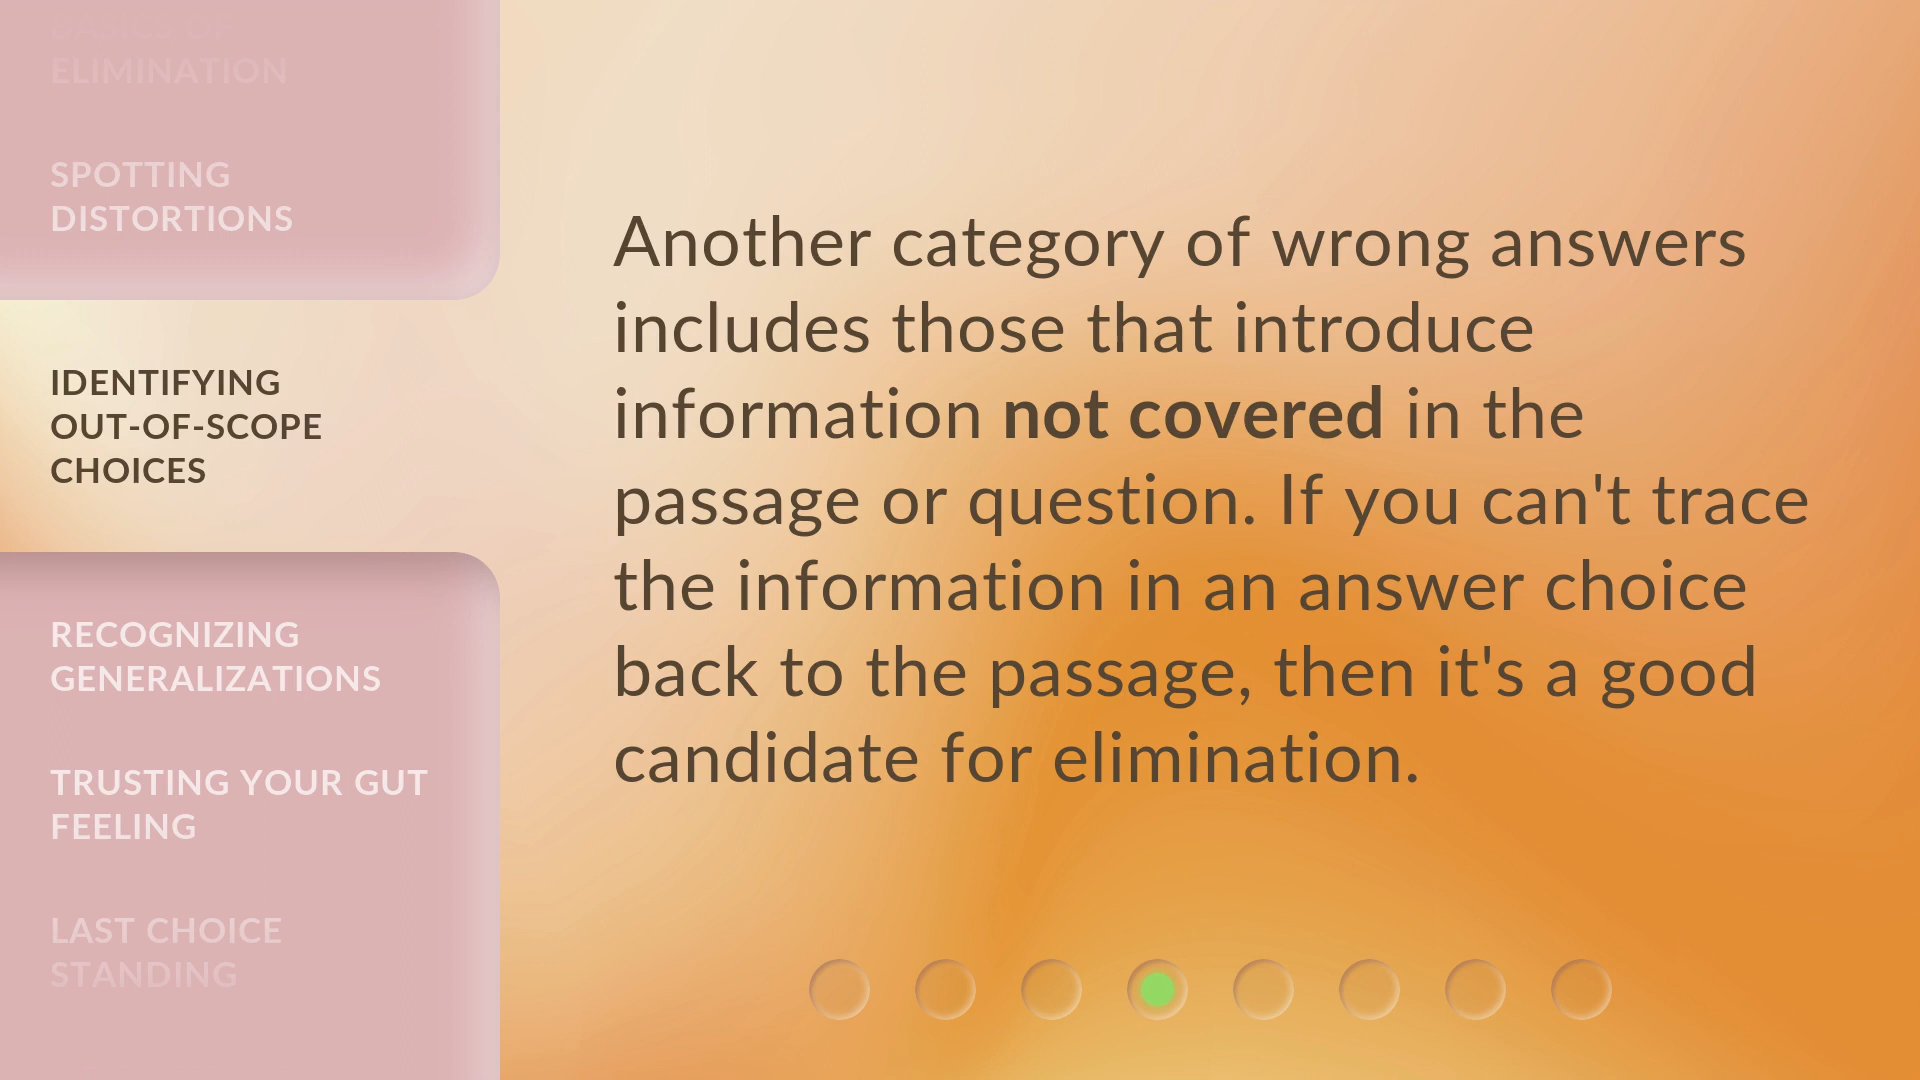 BASICS OF
ELIMINATION
SPOTTING
DISTORTIONS
IDENTIFYING
OUT-OF-SCOPE
CHOICES
RECOGNIZING
GENERALIZATIONS
TRUSTING YOUR GUT
FEELING
LAST CHOICE
STANDING
Another category of wrong answers
includes those that introduce
information not covered in the
passage or question. If you can't trace
the information in an answer choice
back to the passage, then it's a good
candidate for elimination.